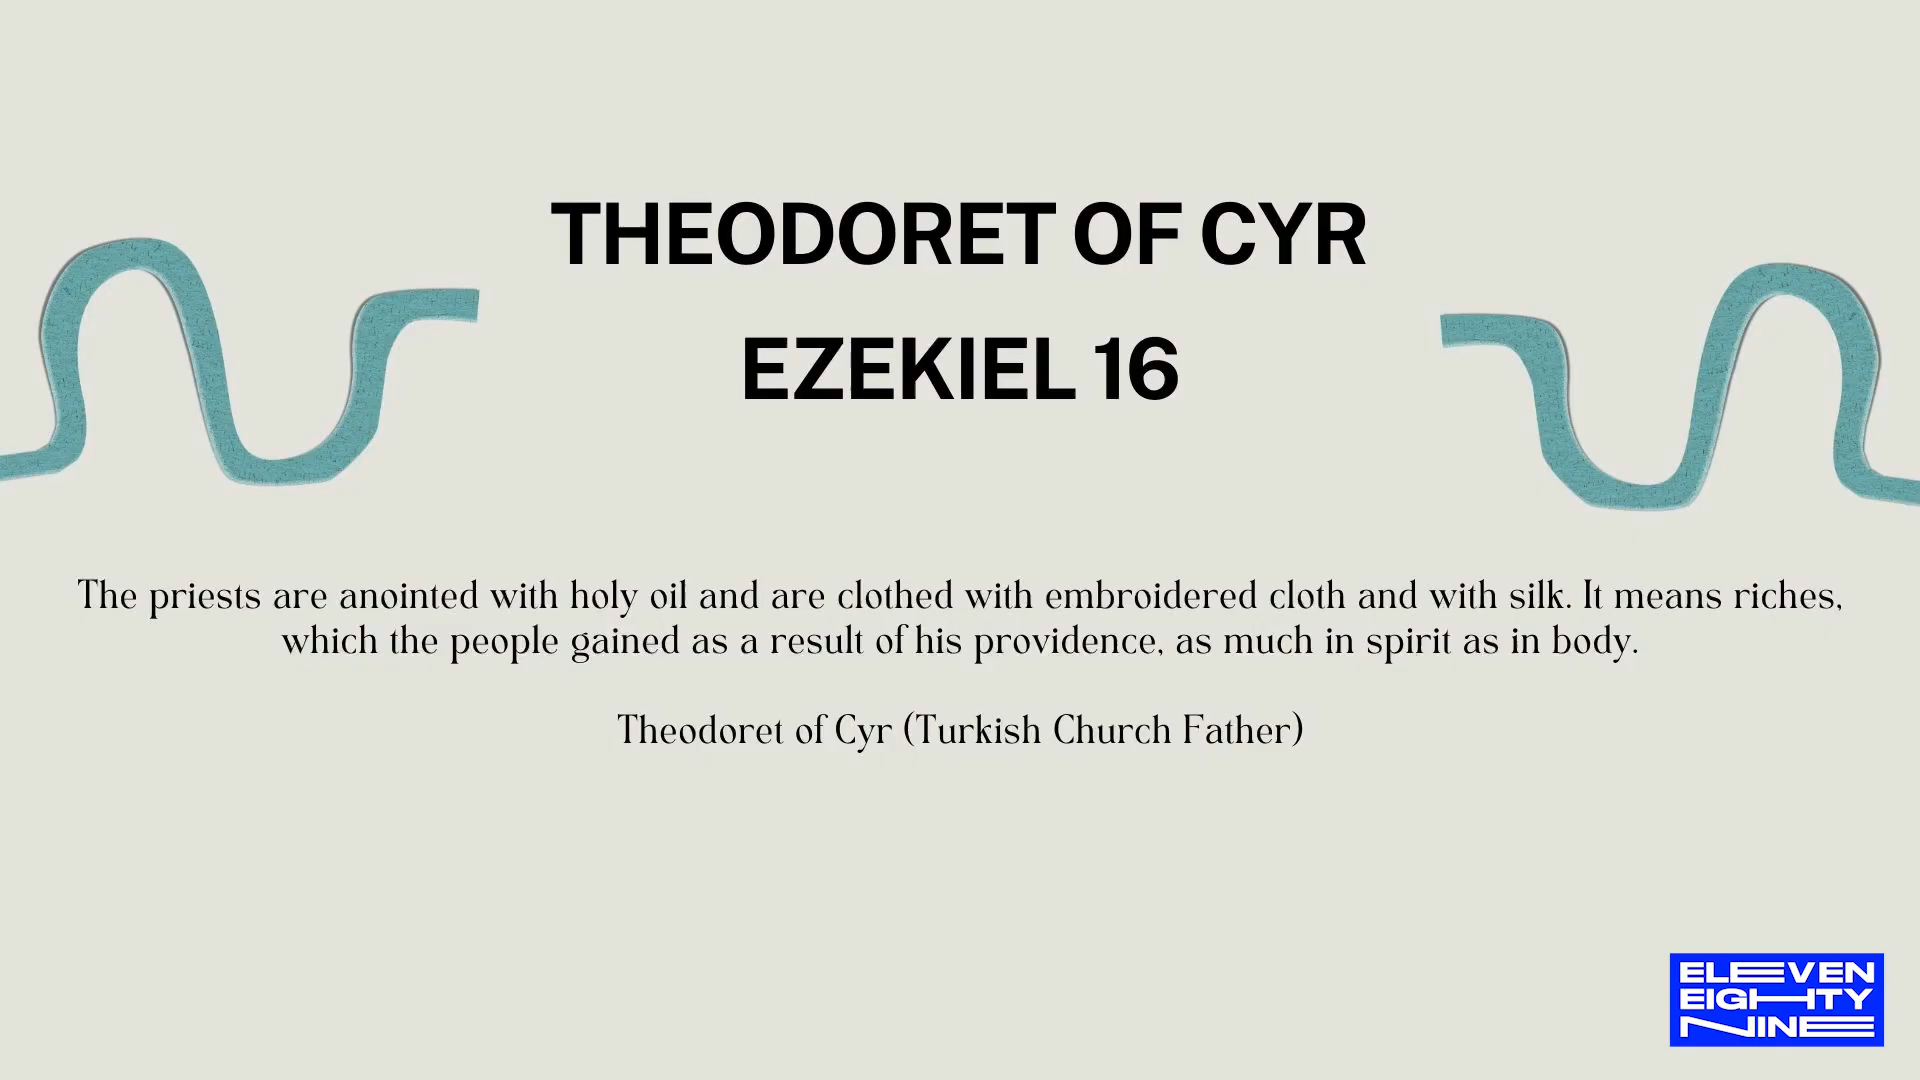 THEODORET OF CYR
EZEKIEL 16
The priests are anointed with holy oil and are clothed with embroidered cloth and with silk. It means riches,
which the people gained as a result of his providence, as much in spirit as in body.
Theodoret of Cyr (Turkish Church Father)
ELEVEN
EIGHTY
NINE